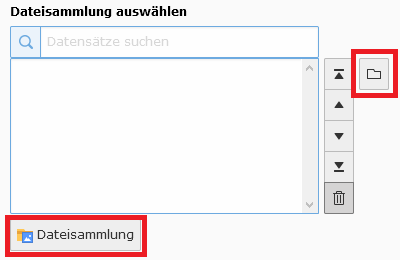 Dateisammlung auswählen
Datensätze suchen
Dateisammlung